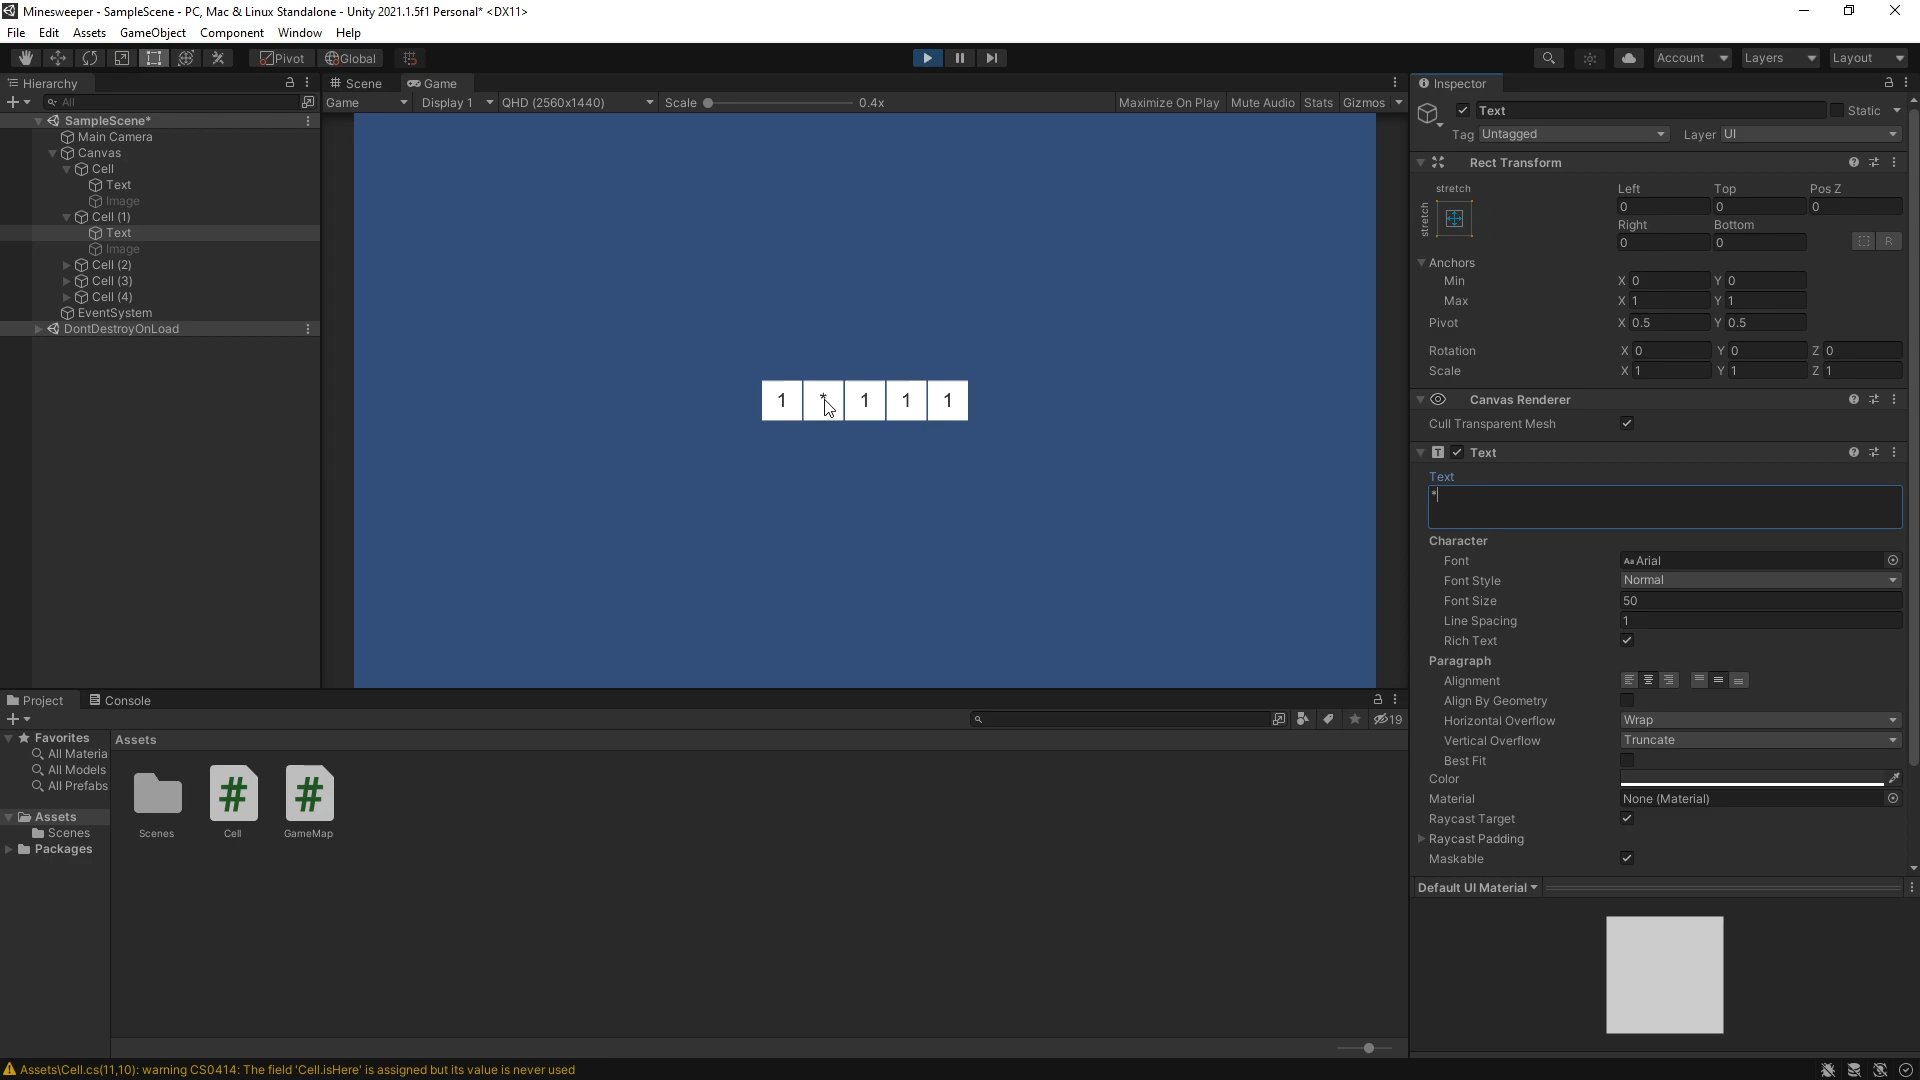 Minesweeper - SampleScene - PC, Mac & Linux Standalone - Unity 2021.1.5f1 Personal* <DX11>
File Edit Assets GameObject Component Window Help
Pivot Global Account Layers Layout
Hierarchy
All
SampleScene*
Main Camera
Canvas
Cell
Text
Image
Cell (1)
Text
Image
Cell (2)
Cell (3)
Cell (4)
EventSystem
DontDestroyOnLoad
Scene Game
Game Display 1 QHD (2560x1440) Scale 0.4x Maximize On Play Mute Audio Stats Gizmos
1 * 1 1 1
Inspector
Text Static
Tag Untagged Layer UI
Rect Transform
stretch Left Top Pos Z
stretch 0 0 0
Right Bottom
0 0 R
Anchors
Min X 0 Y 0
Max X 1 Y 1
Pivot X 0.5 Y 0.5
Rotation X 0 Y 0 Z 0
Scale X 1 Y 1 Z 1
Canvas Renderer
Cull Transparent Mesh
T Text
Text
*
Character
Font Aa Arial
Font Style Normal
Font Size 50
Line Spacing 1
Rich Text
Paragraph
Alignment
Align By Geometry
Horizontal Overflow Wrap
Vertical Overflow Truncate
Best Fit
Color
Material None (Material)
Raycast Target
Raycast Padding
Maskable
Default UI Material
Project Console
19
Favorites
All Materia
All Models
All Prefabs
Assets
Scenes
Packages
Assets
# #
Scenes Cell GameMap
Assets\Cell.cs(11,10): warning CS0414: The field 'Cell.isHere' is assigned but its value is never used